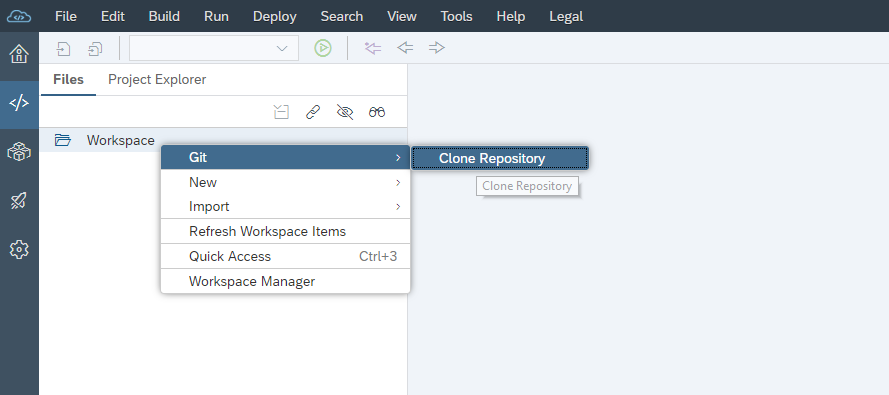 File Edit Build Run Deploy Search View Tools Help Legal
Files Project Explorer
Workspace
Git
Clone Repository
Clone Repository
New
Import
Refresh Workspace Items
Quick Access Ctrl+3
Workspace Manager